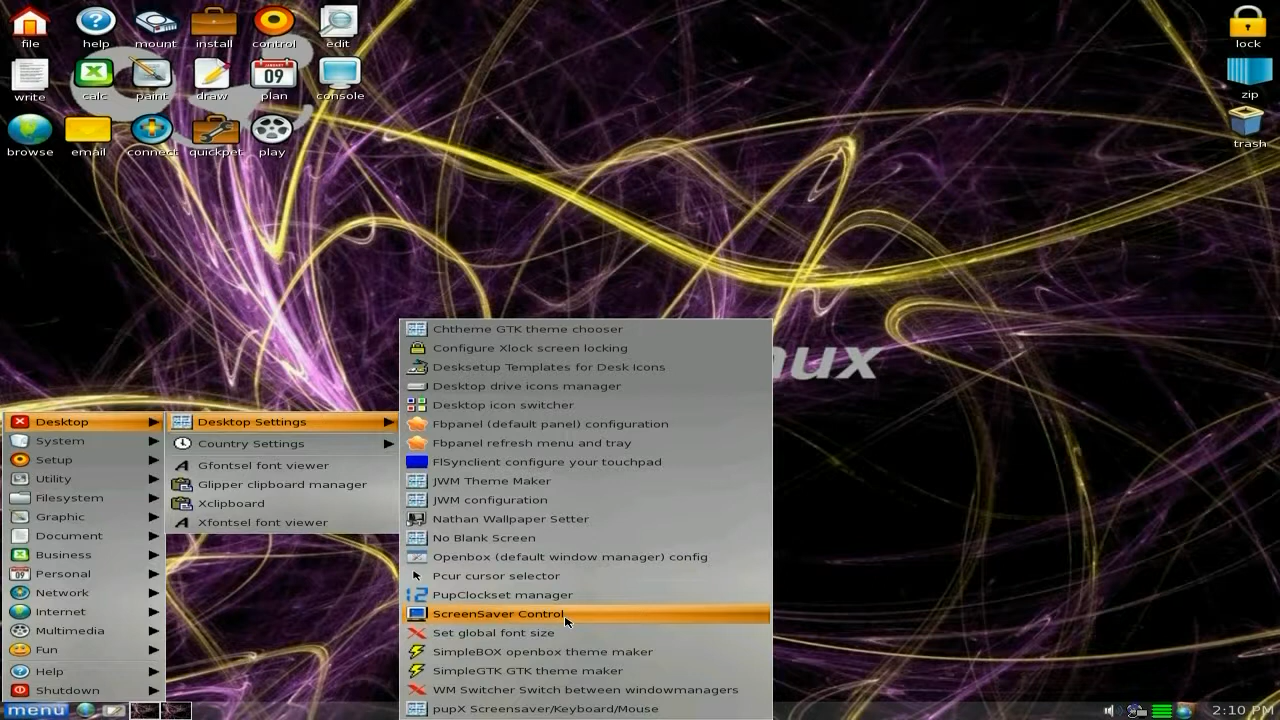 file
help
mount
install
control
edit
lock
write
calc
paint
draw
plan
console
zip
browse
email
connect
quickpet
play
trash
JANUARY
09
nux
Desktop
System
Setup
Utility
Filesystem
Graphic
Document
Business
Personal
Network
Internet
Multimedia
Fun
Help
Shutdown
Desktop Settings
Country Settings
Gfontsel font viewer
Glipper clipboard manager
Xclipboard
Xfontsel font viewer
Chtheme GTK theme chooser
Configure Xlock screen locking
Desksetup Templates for Desk Icons
Desktop drive icons manager
Desktop icon switcher
Fbpanel (default panel) configuration
Fbpanel refresh menu and tray
FlSynclient configure your touchpad
JWM Theme Maker
JWM configuration
Nathan Wallpaper Setter
No Blank Screen
Openbox (default window manager) config
Pcur cursor selector
PupClockset manager
ScreenSaver Control
Set global font size
SimpleBOX openbox theme maker
SimpleGTK GTK theme maker
WM Switcher Switch between windowmanagers
pupX Screensaver/Keyboard/Mouse
menu
2:10 PM